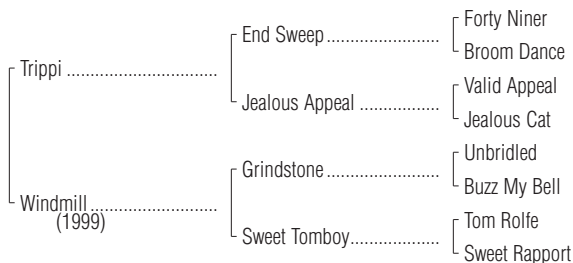 Forty Niner
End Sweep ..........................
Broom Dance
Trippi ...................................
Valid Appeal
Jealous Appeal ..................
Jealous Cat
Unbridled
Grindstone ..........................
Buzz My Bell
Windmill .............................
(1999)
Tom Rolfe
Sweet Tomboy....................
Sweet Rapport